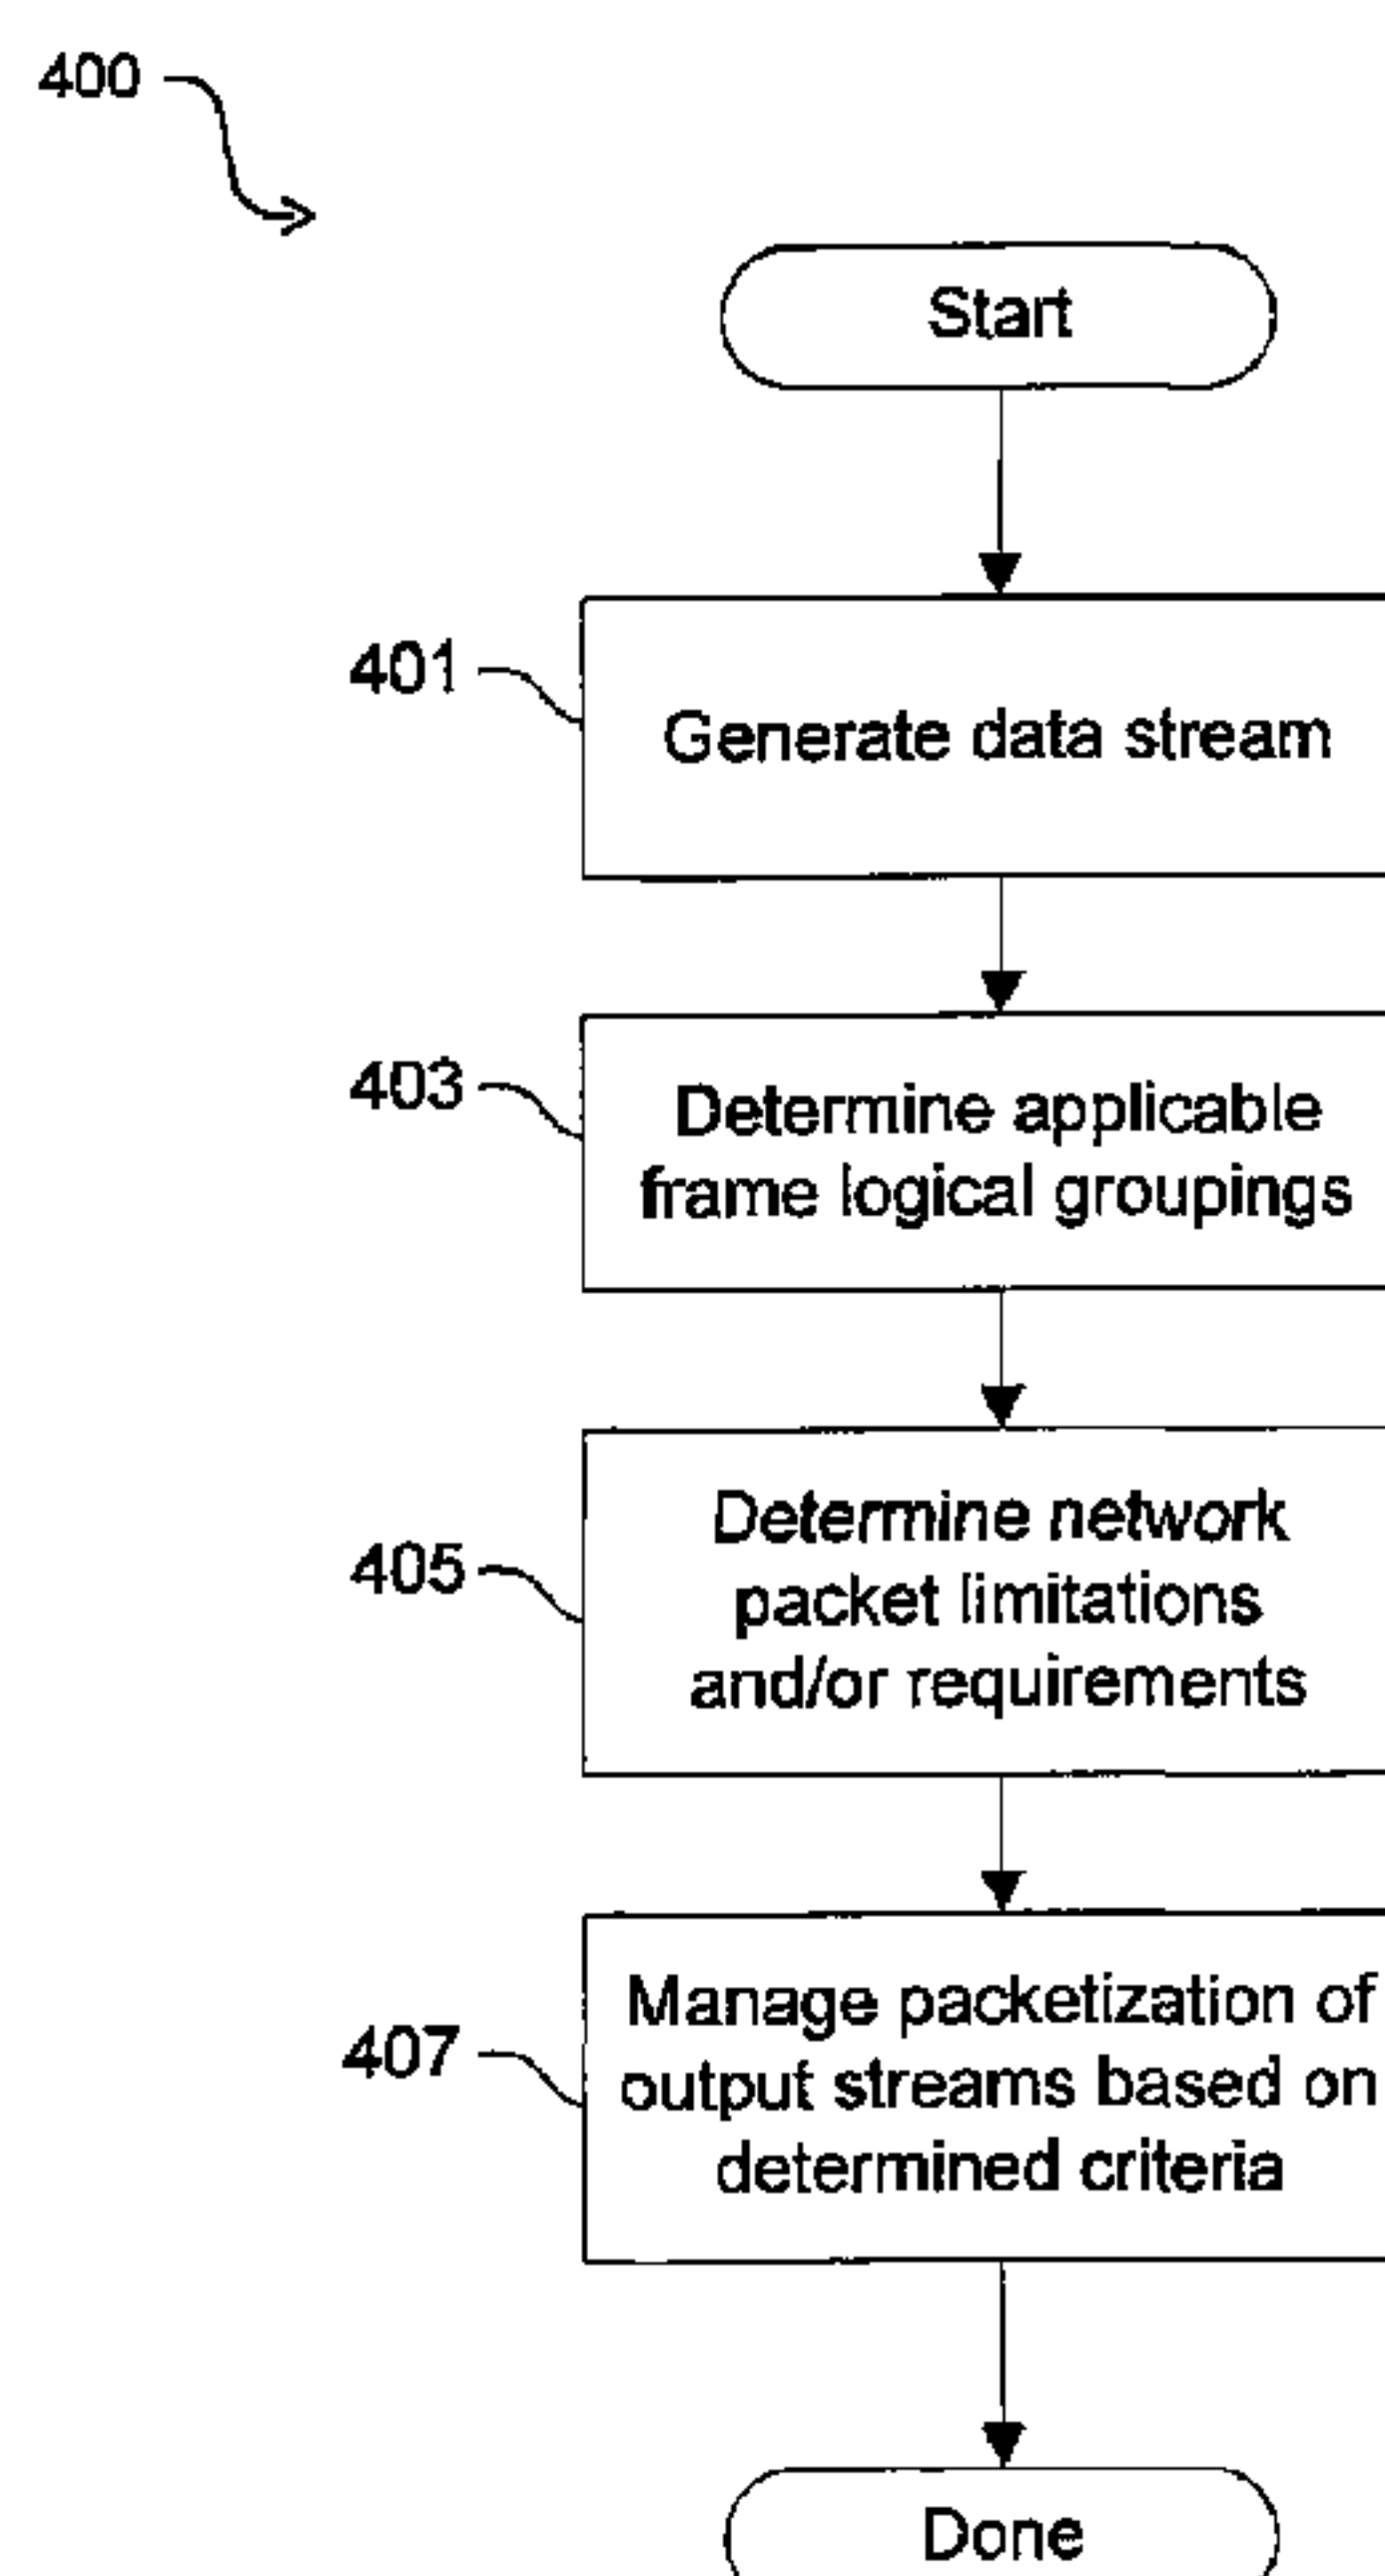 400
Start
401
Generate data stream
403
Determine applicable
frame logical groupings
405
Determine network
packet limitations
and/or requirements
407
Manage packetization of
output streams based on
determined criteria
Done